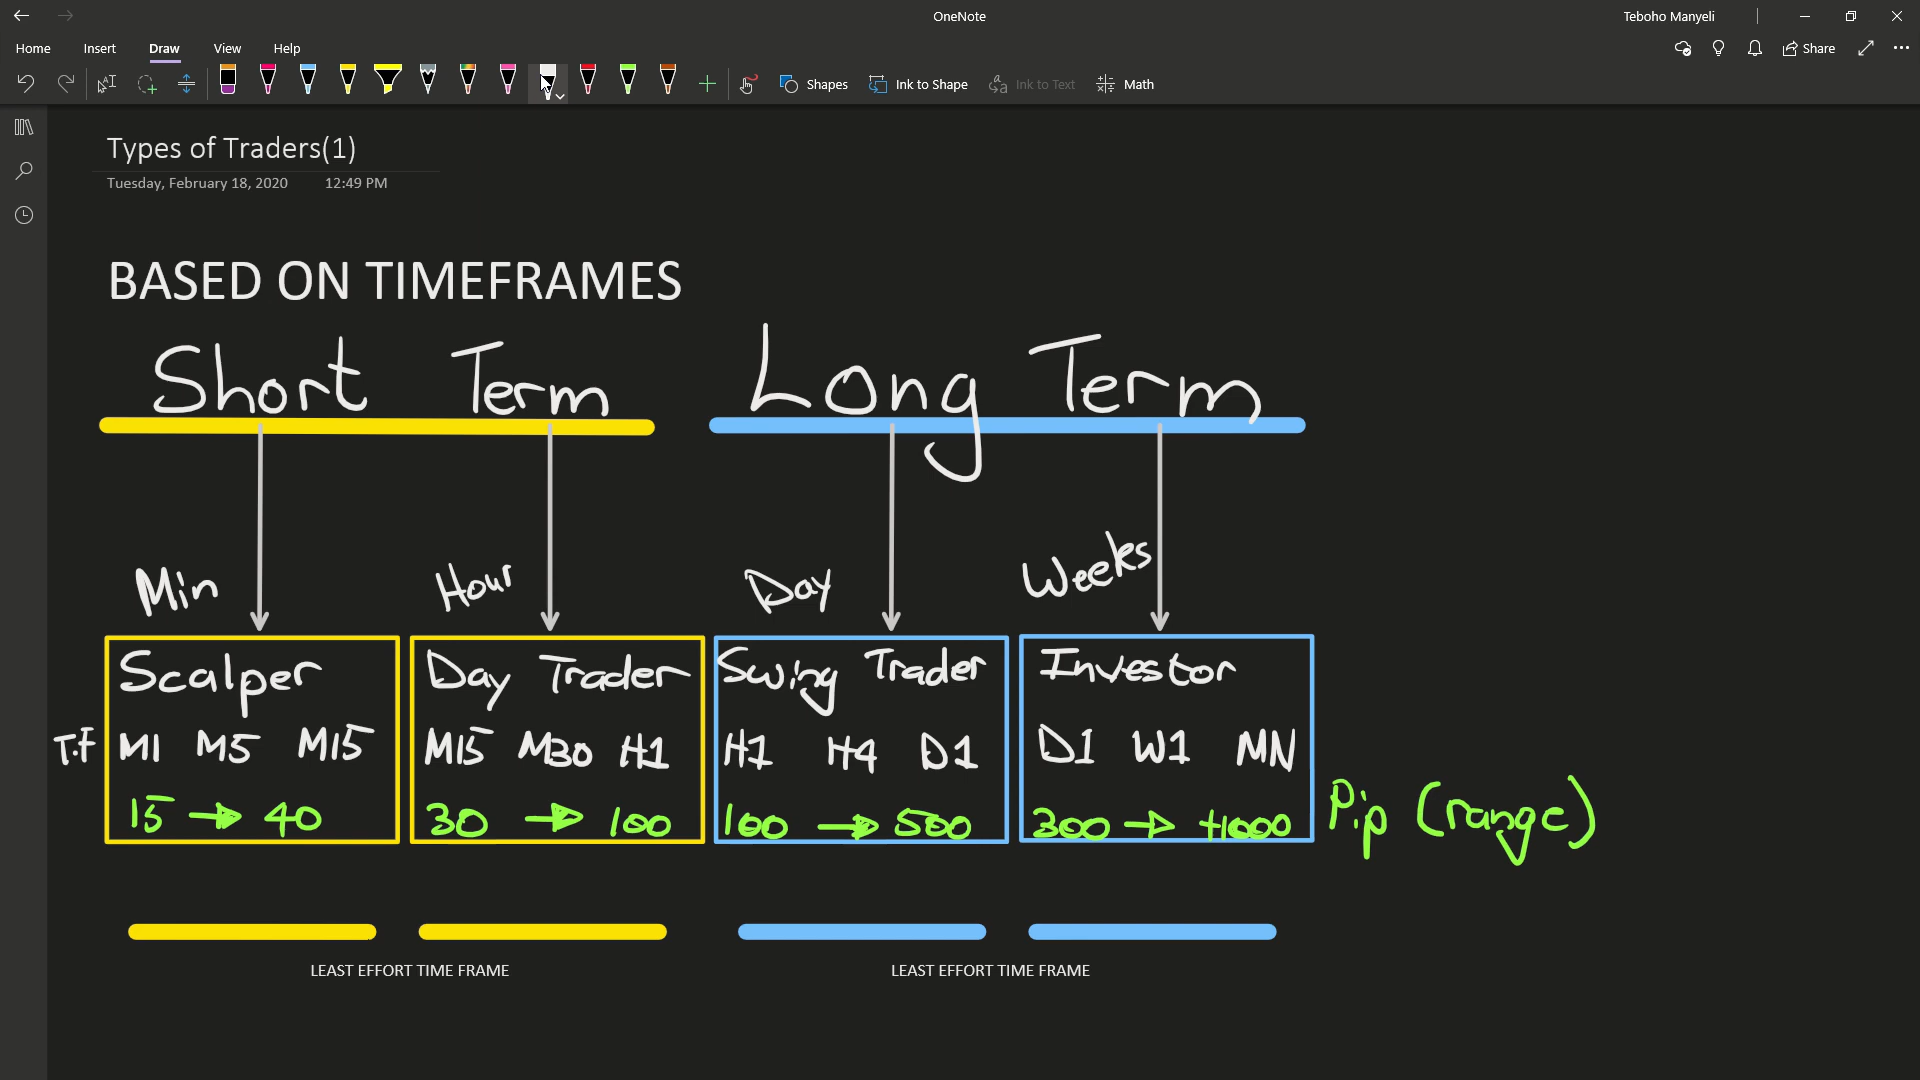 OneNote
Teboho Manyeli
Home Insert Draw View Help
Share
Shapes Ink to Shape Ink to Text Math
Types of Traders(1)
Tuesday, February 18, 2020 12:49 PM
BASED ON TIMEFRAMES
Short Term Long Term
Min Hour Day Weeks
Scalper Day Trader Swing Trader Investor
T.F M1 M5 M15 M15 M30 H1 H1 H4 D1 D1 W1 MN
15 → 40 30 → 100 100 → 500 300 → +1000 Pip (range)
LEAST EFFORT TIME FRAME LEAST EFFORT TIME FRAME